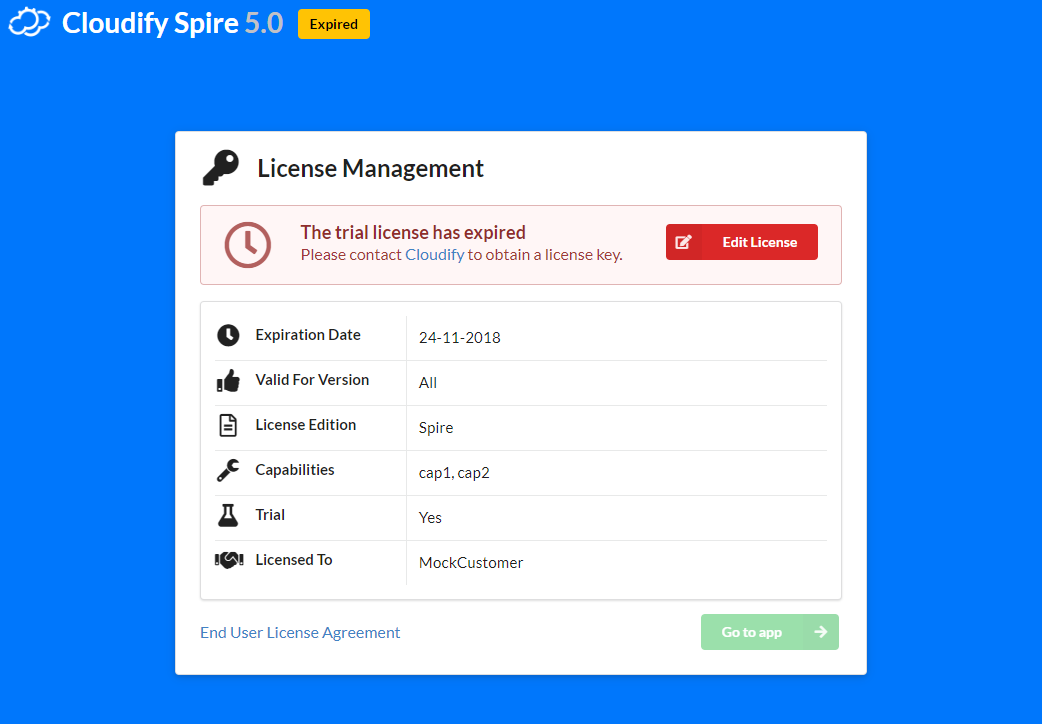 Cloudify Spire 5.0 Expired
License Management
The trial license has expired
Please contact Cloudify to obtain a license key.
Edit License
Expiration Date 24-11-2018
Valid For Version All
License Edition Spire
Capabilities cap1, cap2
Trial Yes
Licensed To MockCustomer
End User License Agreement Go to app